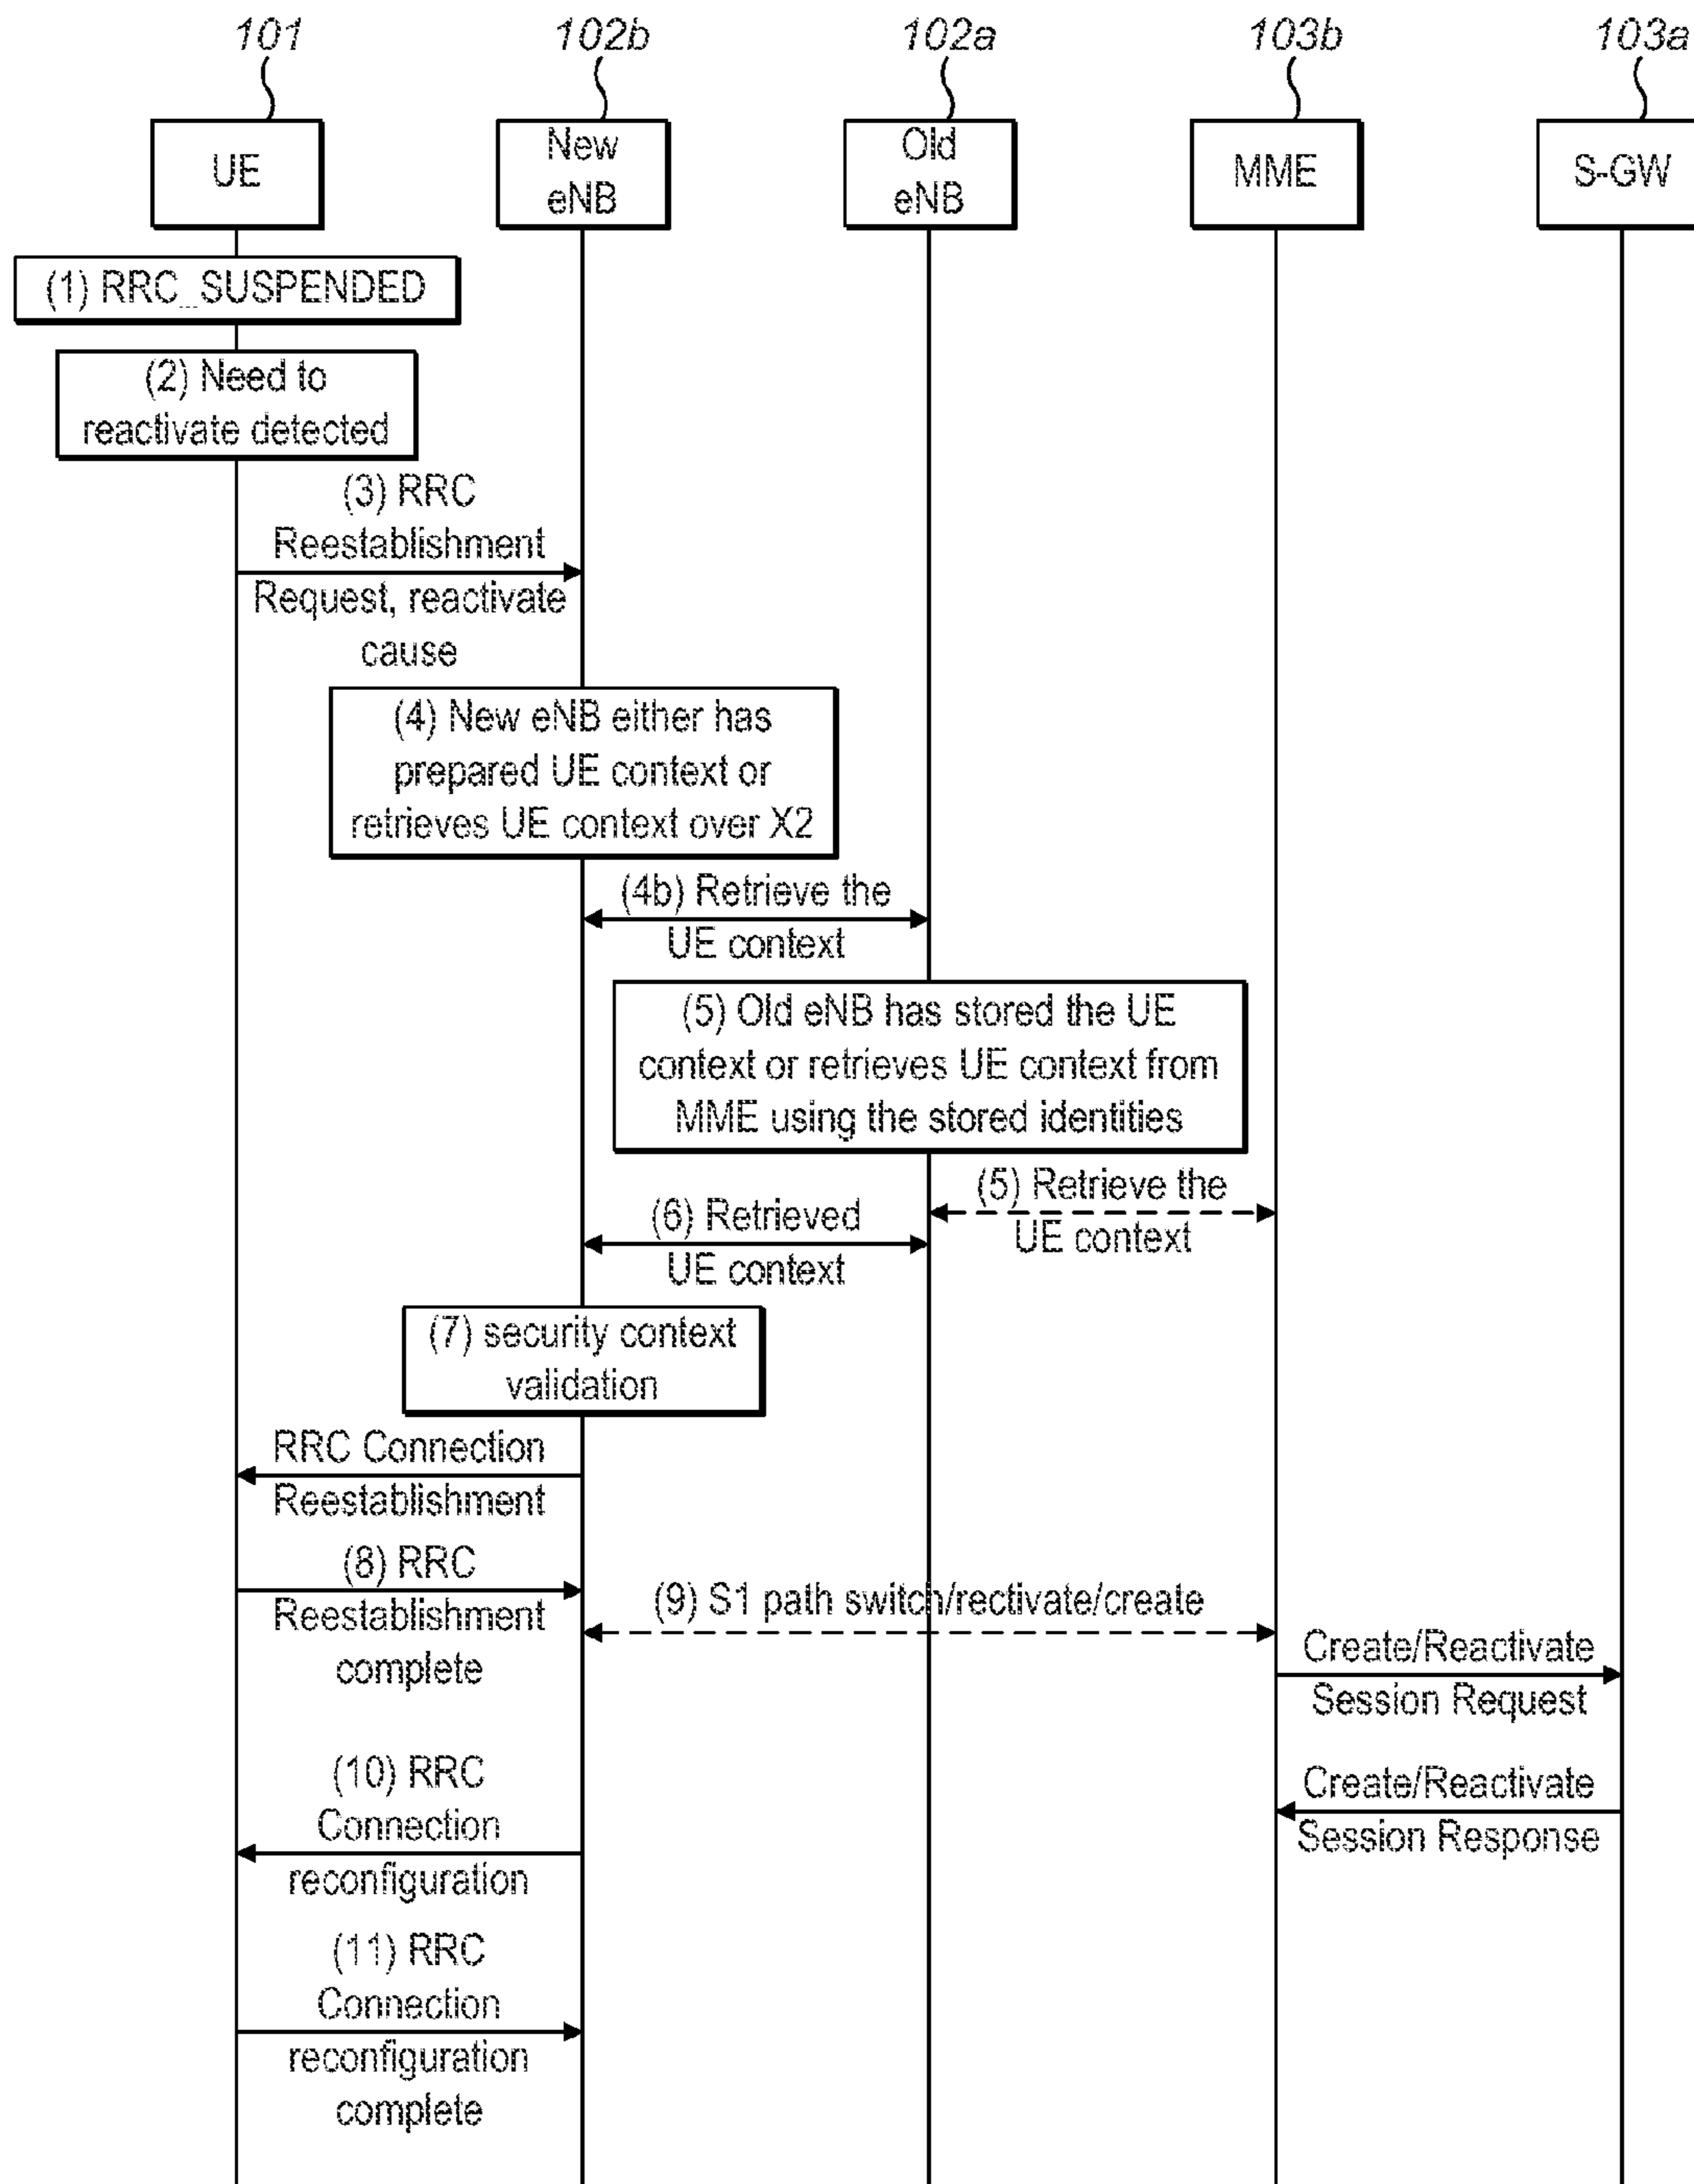 101
102b
102a
103b
103a
UE
New
eNB
Old
eNB
MME
S-GW
(1) RRC_SUSPENDED
(2) Need to
reactivate detected
(3) RRC
Reestablishment
Request, reactivate
cause
(4) New eNB either has
prepared UE context or
retrieves UE context over X2
(4b) Retrieve the
UE context
(5) Old eNB has stored the UE
context or retrieves UE context from
MME using the stored identities
(5) Retrieve the
UE context
(6) Retrieved
UE context
(7) security context
validation
RRC Connection
Reestablishment
(8) RRC
Reestablishment
complete
(9) S1 path switch/rectivate/create
Create/Reactivate
Session Request
Create/Reactivate
Session Response
(10) RRC
Connection
reconfiguration
(11) RRC
Connection
reconfiguration
complete